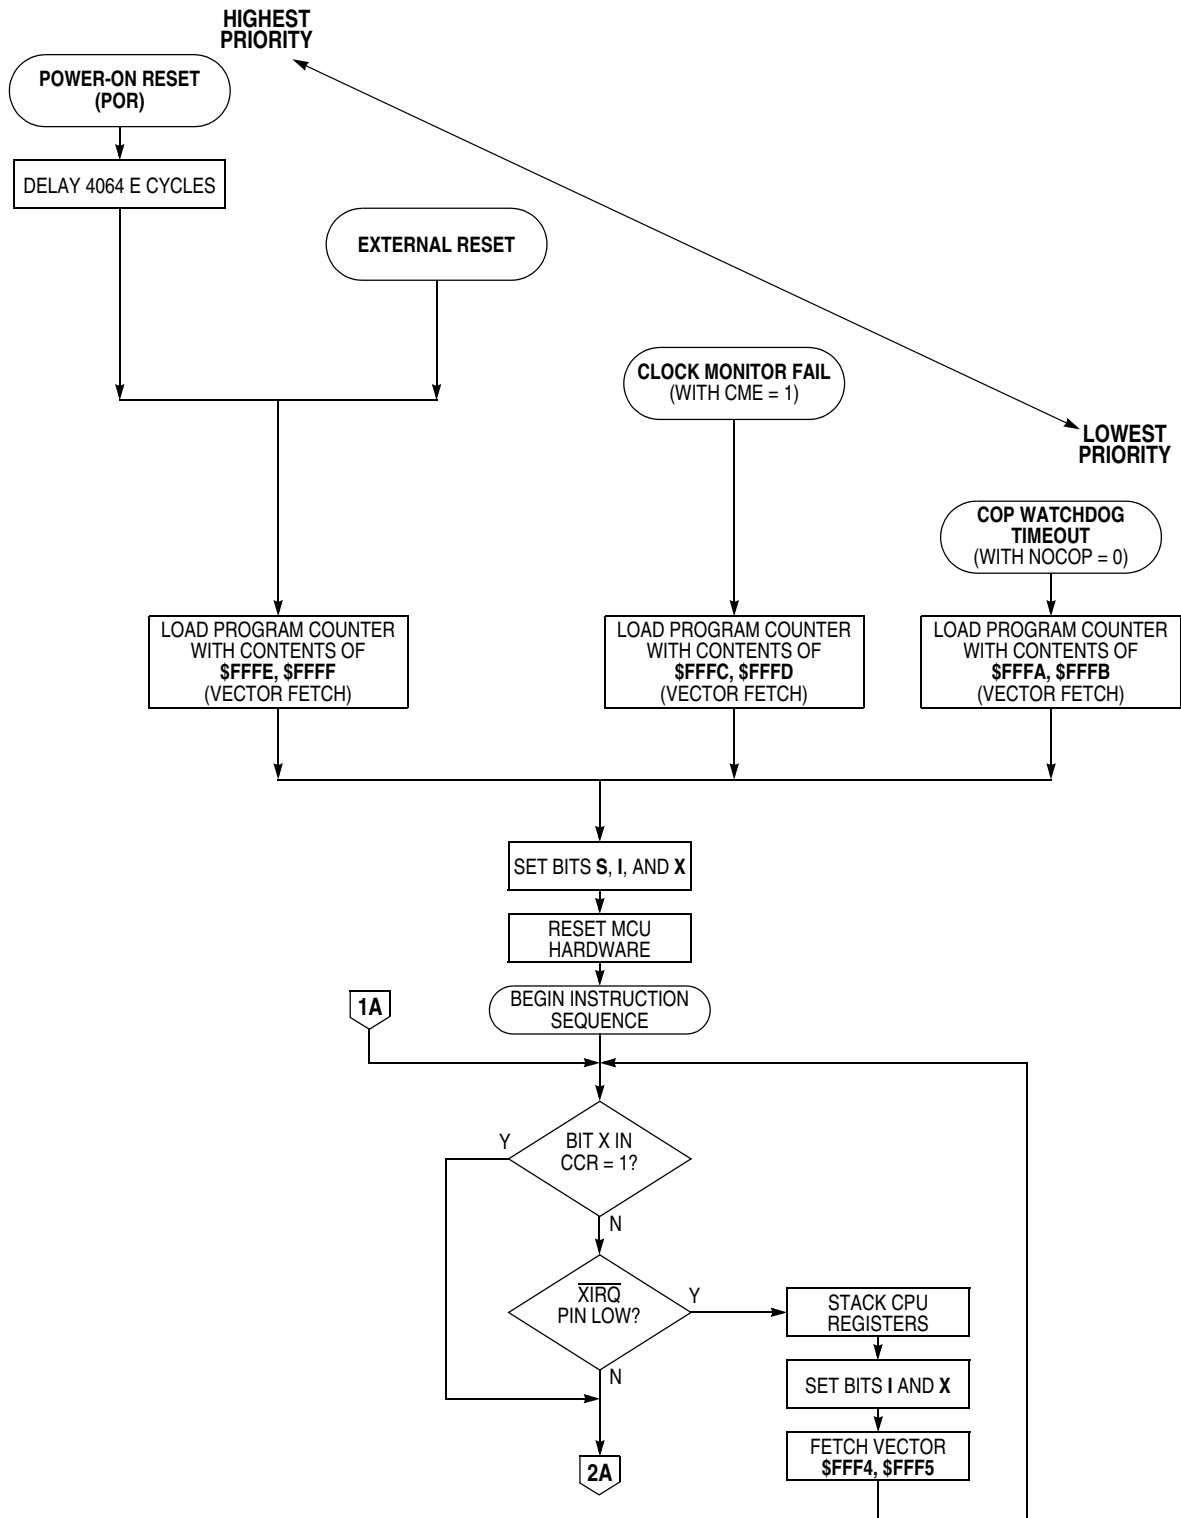 HIGHEST
PRIORITY
POWER-ON RESET
(POR)
DELAY 4064 E CYCLES
EXTERNAL RESET
CLOCK MONITOR FAIL
(WITH CME = 1)
LOWEST
PRIORITY
COP WATCHDOG
TIMEOUT
(WITH NOCOP = 0)
LOAD PROGRAM COUNTER
WITH CONTENTS OF
$FFFE, $FFFF
(VECTOR FETCH)
LOAD PROGRAM COUNTER
WITH CONTENTS OF
$FFFC, $FFFD
(VECTOR FETCH)
LOAD PROGRAM COUNTER
WITH CONTENTS OF
$FFFA, $FFFB
(VECTOR FETCH)
SET BITS S, I, AND X
RESET MCU
HARDWARE
1A
BEGIN INSTRUCTION
SEQUENCE
Y
BIT X IN
CCR = 1?
N
XIRQ
PIN LOW?
Y
STACK CPU
REGISTERS
N
SET BITS I AND X
2A
FETCH VECTOR
$FFF4, $FFF5